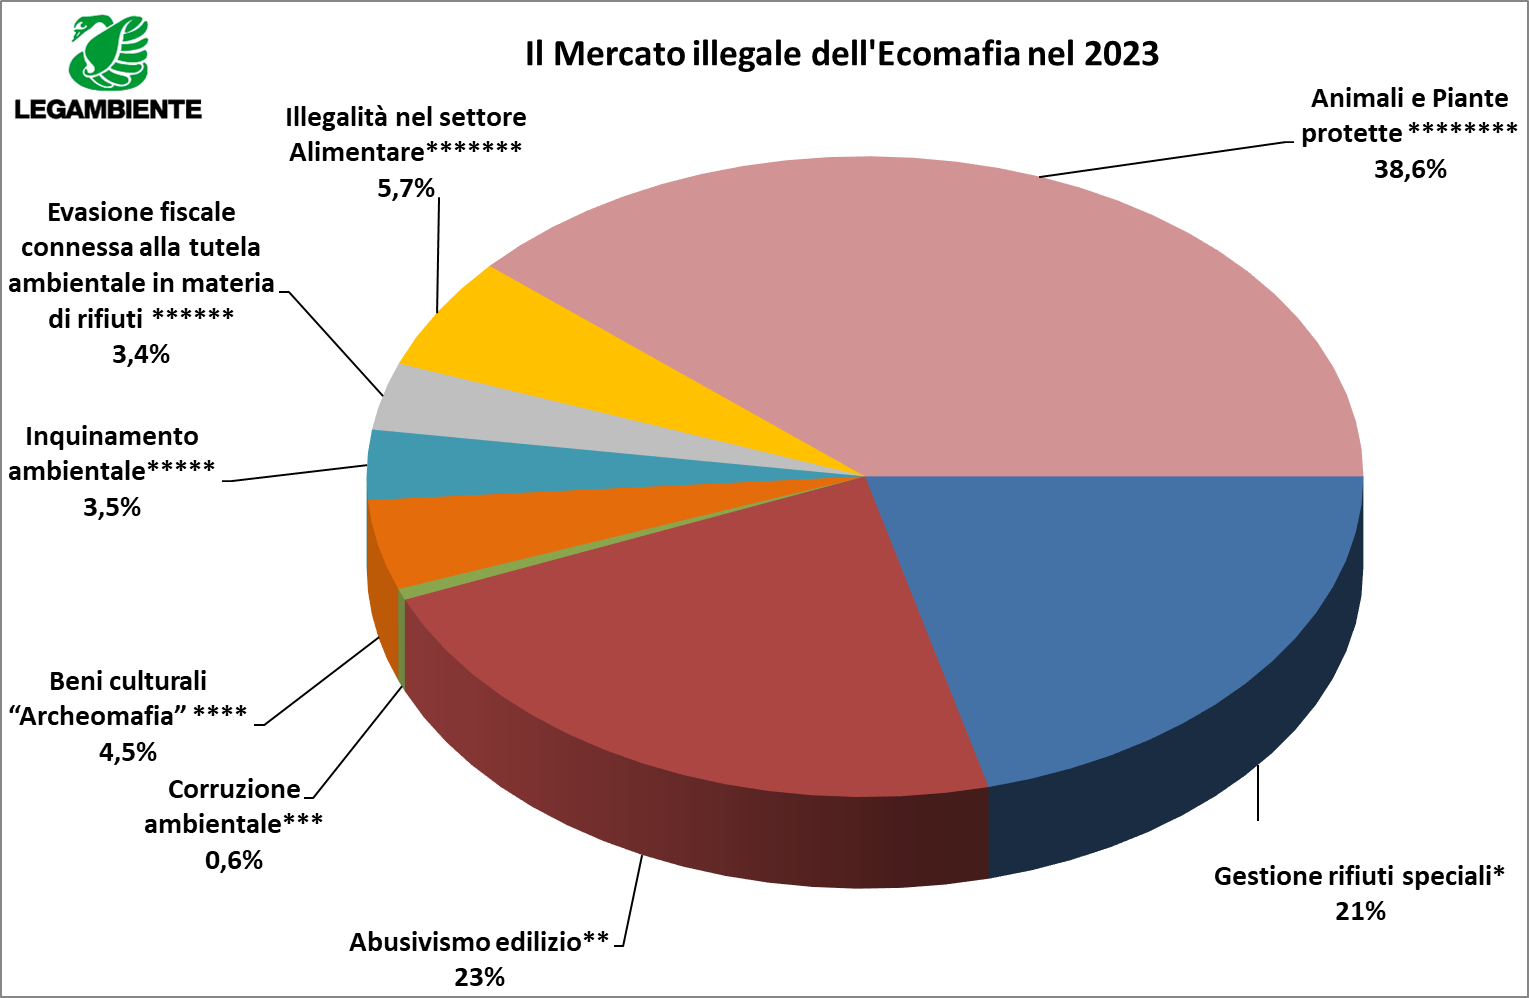 LEGAMBIENTE
Il Mercato illegale dell'Ecomafia nel 2023
Animali e Piante
protette ********
38,6%
Illegalità nel settore
Alimentare*******
5,7%
Evasione fiscale
connessa alla tutela
ambientale in materia
di rifiuti ******
3,4%
Inquinamento
ambientale*****
3,5%
Beni culturali
“Archeomafia” ****
4,5%
Corruzione
ambientale***
0,6%
Abusivismo edilizio**
23%
Gestione rifiuti speciali*
21%